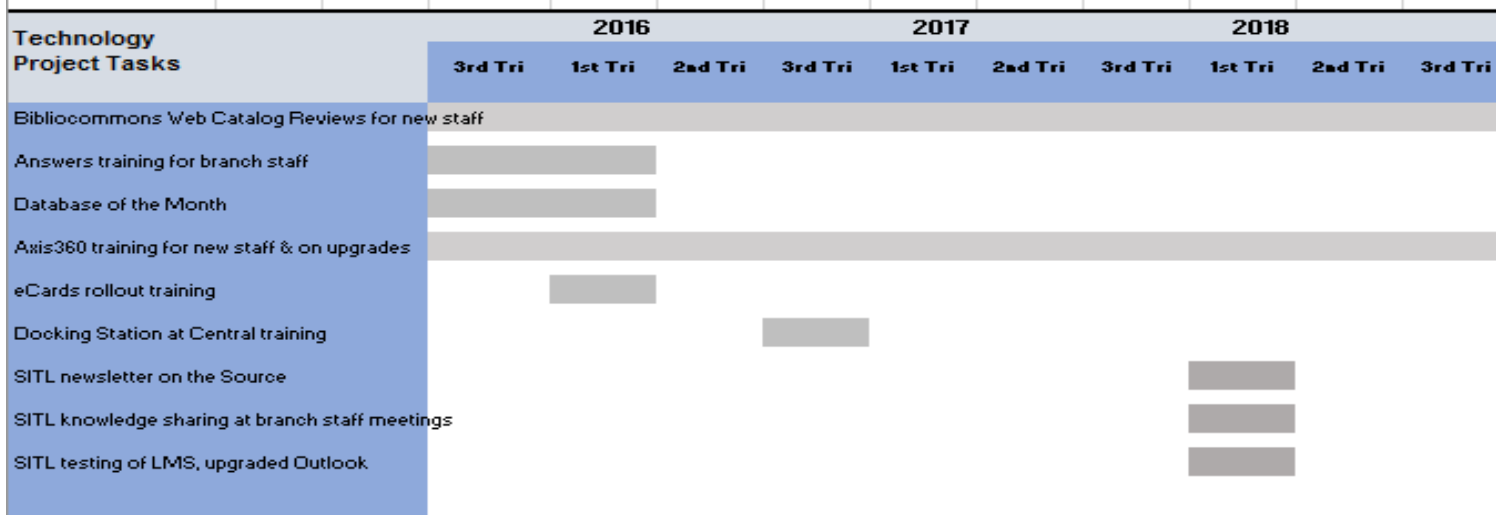 Technology
Project Tasks
2016 2017 2018
3rd Tri 1st Tri 2nd Tri 3rd Tri 1st Tri 2nd Tri 3rd Tri 1st Tri 2nd Tri 3rd Tri
Bibliocommons Web Catalog Reviews for new staff
Answers training for branch staff
Database of the Month
Axis360 training for new staff & on upgrades
eCards rollout training
Docking Station at Central training
SITL newsletter on the Source
SITL knowledge sharing at branch staff meetings
SITL testing of LMS, upgraded Outlook